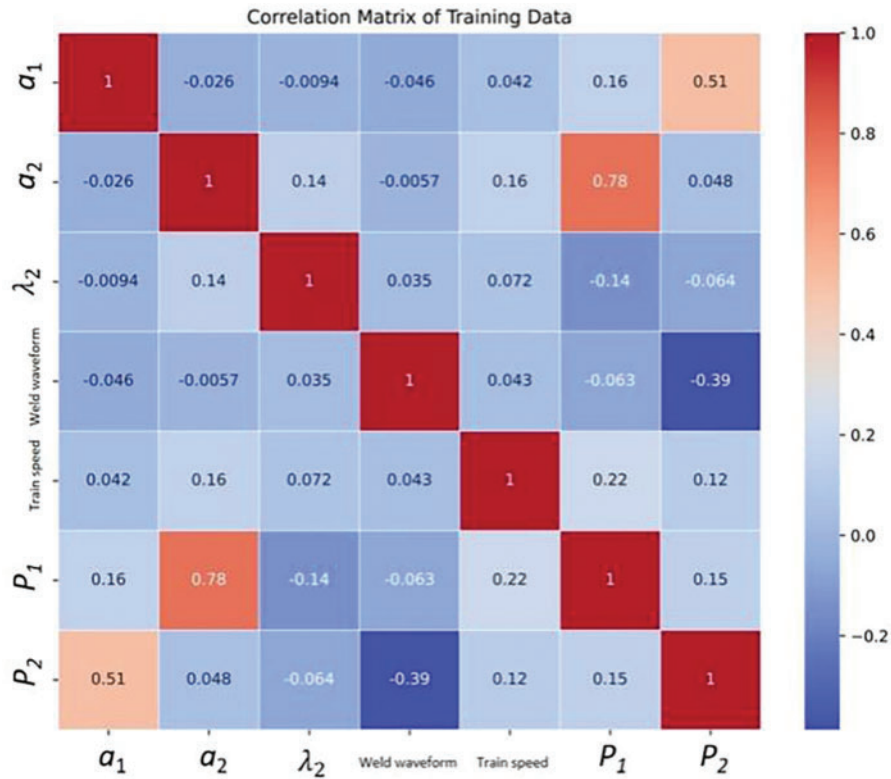 Correlation Matrix of Training Data
a₁ 1 -0.026 -0.0094 -0.046 0.042 0.16 0.51
a₂ -0.026 1 0.14 -0.0057 0.16 0.78 0.048
λ₂ -0.0094 0.14 1 0.035 0.072 -0.14 -0.064
Weld waveform -0.046 -0.0057 0.035 1 0.043 -0.063 -0.39
Train speed 0.042 0.16 0.072 0.043 1 0.22 0.12
P₁ 0.16 0.78 -0.14 -0.063 0.22 1 0.15
P₂ 0.51 0.048 -0.064 -0.39 0.12 0.15 1
a₁ a₂ λ₂ Weld waveform Train speed P₁ P₂
1.0
0.8
0.6
0.4
0.2
0.0
−0.2